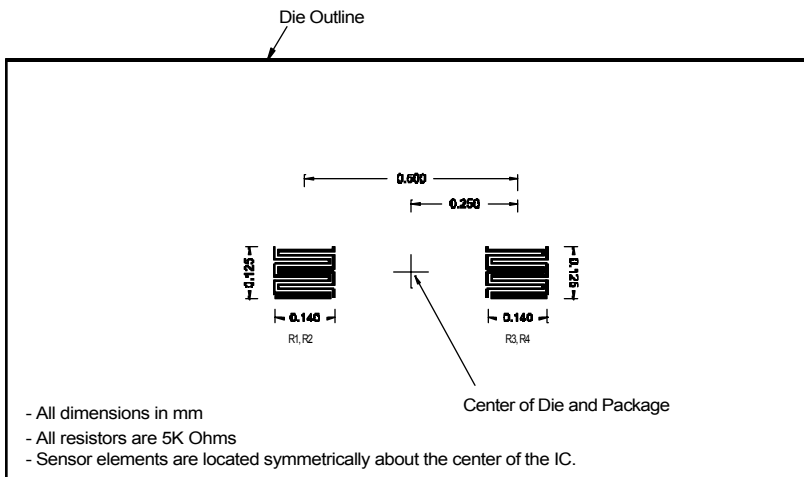 Die Outline
0.500
0.250
0.125
0.125
0.140
0.140
R1, R2
R3, R4
Center of Die and Package
- All dimensions in mm
- All resistors are 5K Ohms
- Sensor elements are located symmetrically about the center of the IC.